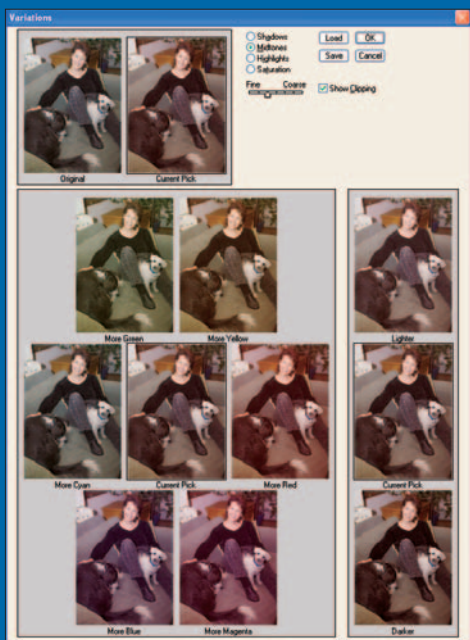 Variations
Shadows
Midtones
Highlights
Saturation
Load OK
Save Cancel
Fine Coarse
Show Clipping
Original Current Pick
More Green More Yellow
Lighter
More Cyan Current Pick More Red
Current Pick
More Blue More Magenta
Darker